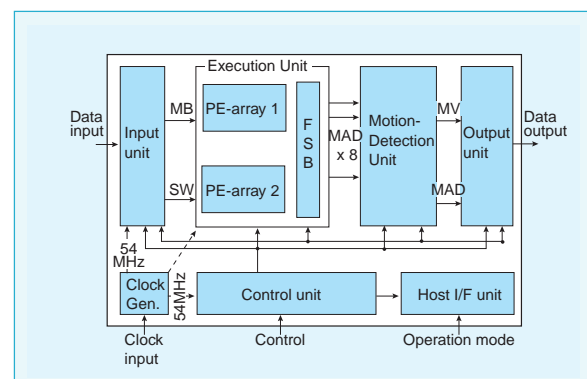 Execution Unit
Data
input
Input
unit
MB
SW
PE-array 1
PE-array 2
F
S
B
MAD
x 8
Motion-
Detection
Unit
MV
MAD
Output
unit
Data
output
54
MHz
Clock
Gen.
54MHz
Control unit
Host I/F unit
Clock
input
Control
Operation mode